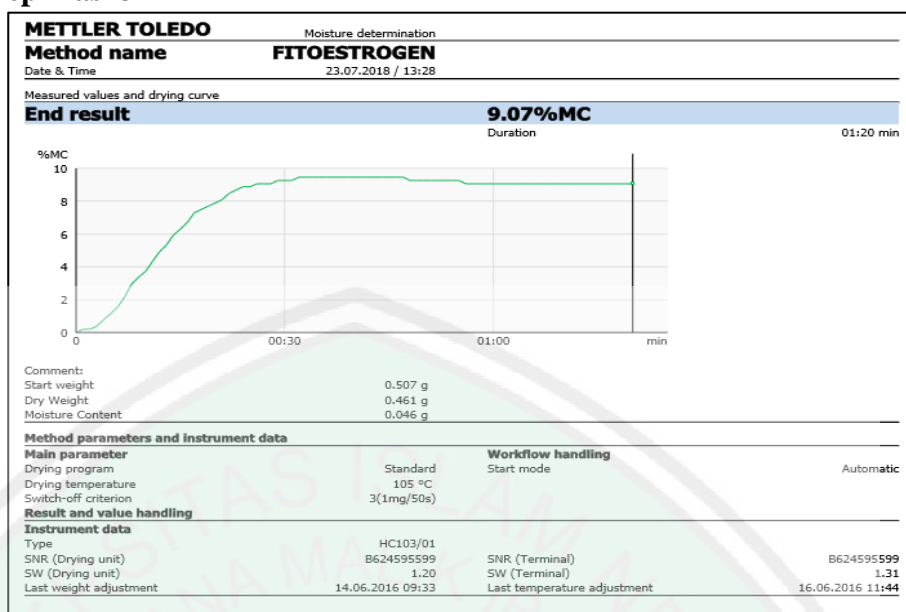 METTLER TOLEDO Moisture determination
Method name FITOESTROGEN
Date & Time 23.07.2018 / 13:28
Measured values and drying curve
End result 9.07%MC
Duration 01:20 min
%MC
10
8
6
4
2
0
0 00:30 01:00 min
Comment:
Start weight 0.507 g
Dry Weight 0.461 g
Moisture Content 0.046 g
Method parameters and instrument data
Main parameter Workflow handling
Drying program Standard Start mode Automatic
Drying temperature 105 °C
Switch-off criterion 3(1mg/50s)
Result and value handling
Instrument data
Type HC103/01
SNR (Drying unit) B624595599 SNR (Terminal) B624595599
SW (Drying unit) 1.20 SW (Terminal) 1.31
Last weight adjustment 14.06.2016 09:33 Last temperature adjustment 16.06.2016 11:44